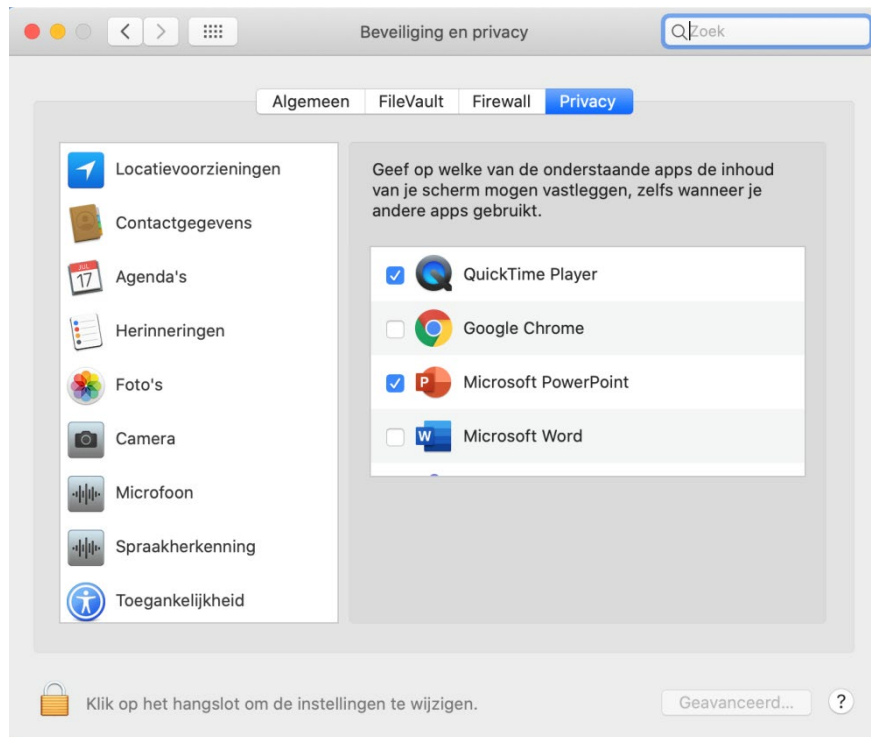 Beveiliging en privacy
Zoek
Algemeen FileVault Firewall Privacy
Locatievoorzieningen
Contactgegevens
JUL
17
Agenda's
Herinneringen
Foto's
Camera
Microfoon
Spraakherkenning
Toegankelijkheid
Geef op welke van de onderstaande apps de inhoud
van je scherm mogen vastleggen, zelfs wanneer je
andere apps gebruikt.
QuickTime Player
Google Chrome
P
Microsoft PowerPoint
W
Microsoft Word
Klik op het hangslot om de instellingen te wijzigen.
Geavanceerd...
?